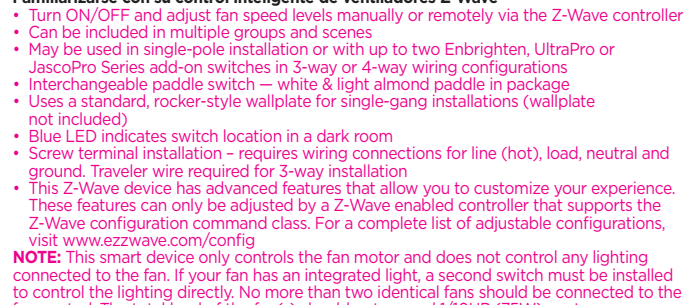 Familiarizarse con su control inteligente de ventiladores Z-Wave
• Turn ON/OFF and adjust fan speed levels manually or remotely via the Z-Wave controller
• Can be included in multiple groups and scenes
• May be used in single-pole installation or with up to two Enbrighten, UltraPro or
JascoPro Series add-on switches in 3-way or 4-way wiring configurations
• Interchangeable paddle switch — white & light almond paddle in package
• Uses a standard, rocker-style wallplate for single-gang installations (wallplate
not included)
• Blue LED indicates switch location in a dark room
• Screw terminal installation – requires wiring connections for line (hot), load, neutral and
ground. Traveler wire required for 3-way installation
• This Z-Wave device has advanced features that allow you to customize your experience.
These features can only be adjusted by a Z-Wave enabled controller that supports the
Z-Wave configuration command class. For a complete list of adjustable configurations,
visit www.ezzwave.com/config
NOTE: This smart device only controls the fan motor and does not control any lighting
connected to the fan. If your fan has an integrated light, a second switch must be installed
to control the lighting directly. No more than two identical fans should be connected to the